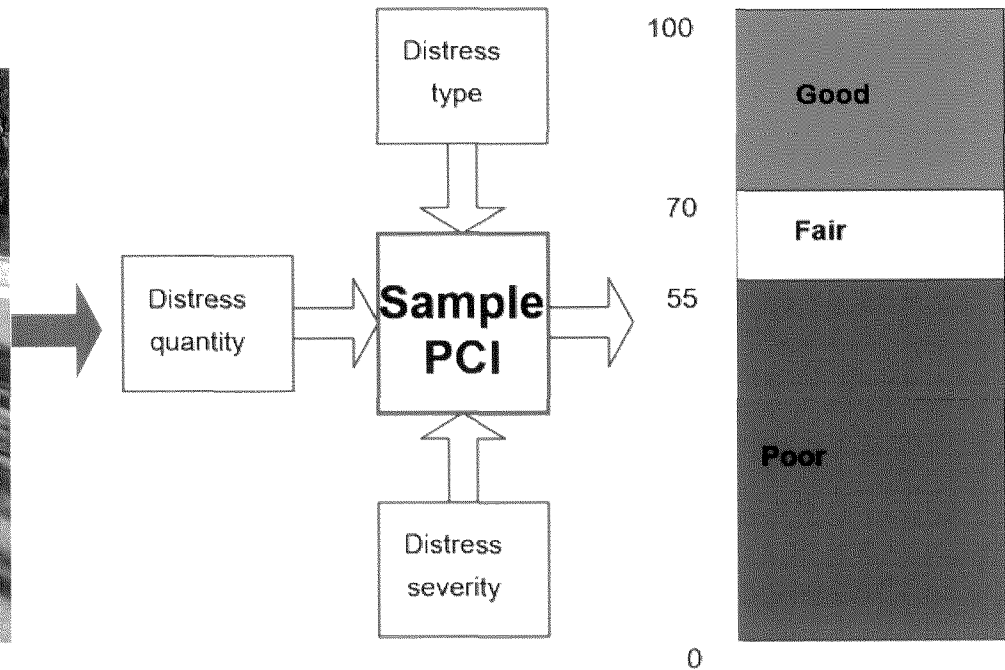 Distress
type
Distress
quantity
Sample
PCI
Distress
severity
100
Good
70
Fair
55
Poor
0